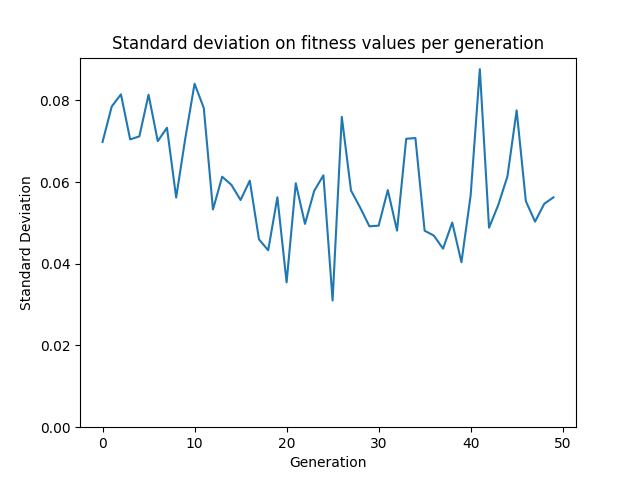 Standard deviation on fitness values per generation
0.08
0.06
0.04
0.02
0.00
Standard Deviation
0 10 20 30 40 50
Generation